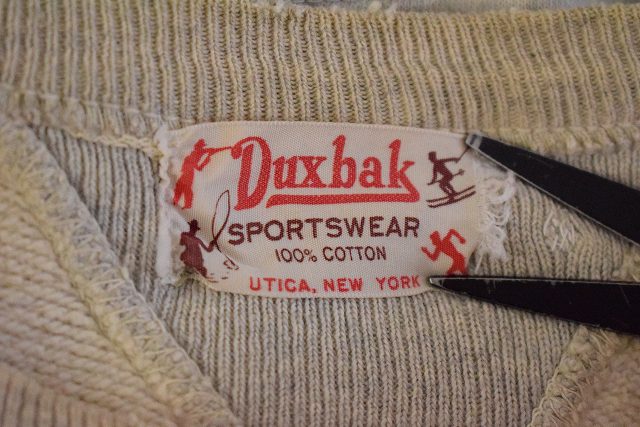 Duxbak
SPORTSWEAR
100% COTTON
UTICA, NEW YORK